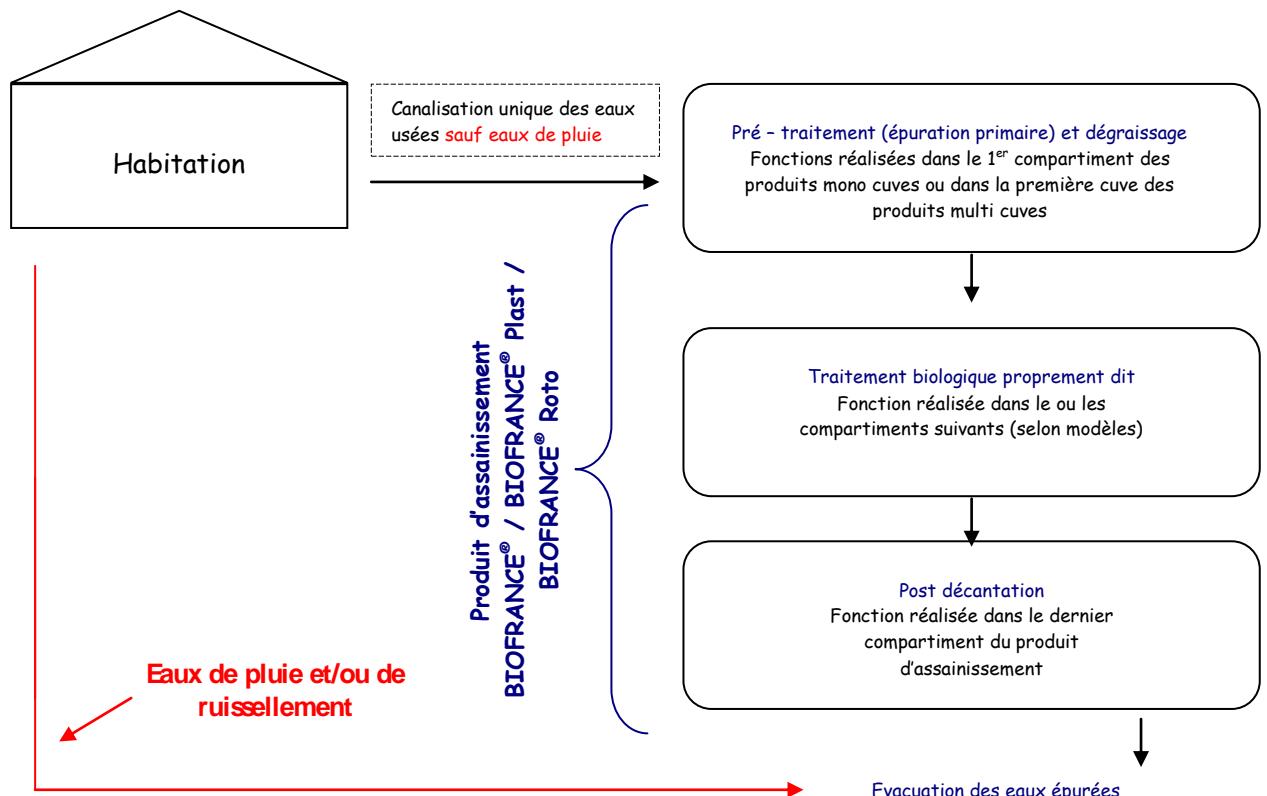 Habitation
Canalisation unique des eaux
usées sauf eaux de pluie
Pré – traitement (épuration primaire) et dégraissage
Fonctions réalisées dans le 1er compartiment des
produits mono cuves ou dans la première cuve des
produits multi cuves
Produit d'assainissement
BIOFRANCE® / BIOFRANCE® Plast /
BIOFRANCE® Roto
Traitement biologique proprement dit
Fonction réalisée dans le ou les
compartiments suivants (selon modèles)
Post décantation
Fonction réalisée dans le dernier
compartiment du produit
d'assainissement
Eaux de pluie et/ou de
ruissellement
Evacuation des eaux épurées